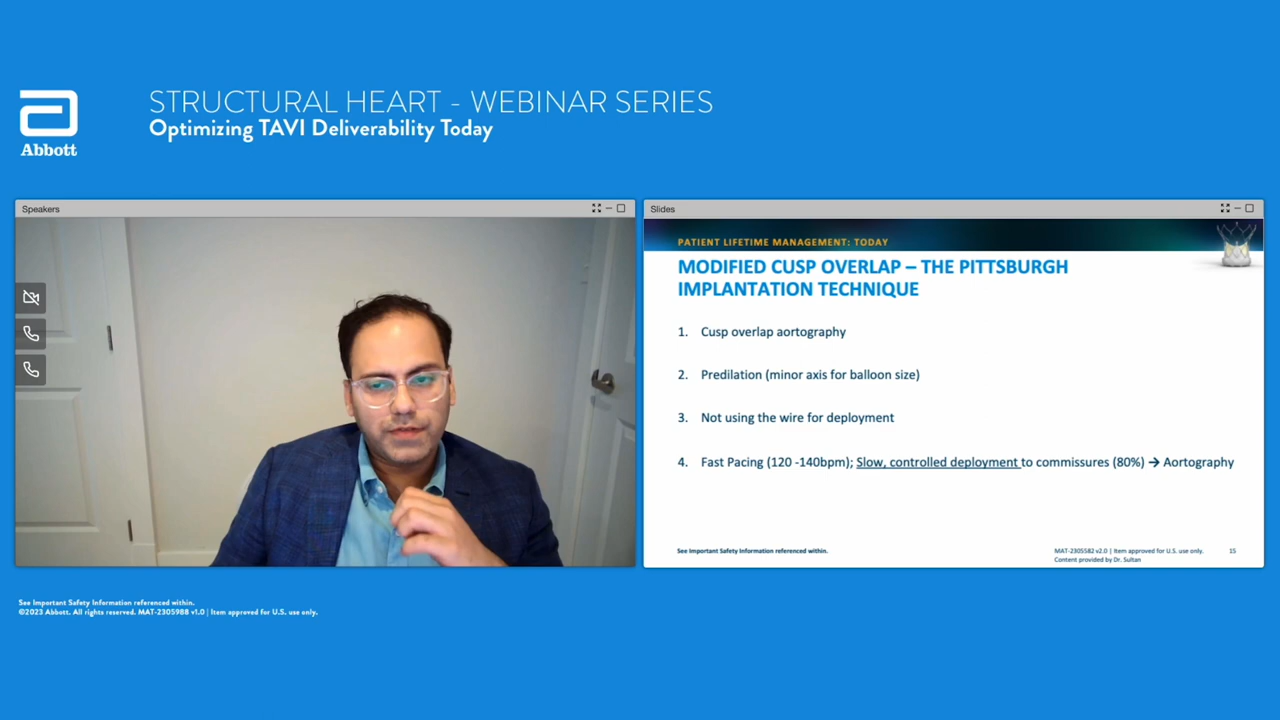 Abbott
STRUCTURAL HEART - WEBINAR SERIES
Optimizing TAVI Deliverability Today
Speakers
Slides
PATIENT LIFETIME MANAGEMENT: TODAY
MODIFIED CUSP OVERLAP – THE PITTSBURGH
IMPLANTATION TECHNIQUE
1. Cusp overlap aortography
2. Predilation (minor axis for balloon size)
3. Not using the wire for deployment
4. Fast Pacing (120 -140bpm); Slow, controlled deployment to commissures (80%) → Aortography
See Important Safety Information referenced within.
MAT-2305582 v2.0 | Item approved for U.S. use only.
15
Content provided by Dr. Sultan
See Important Safety Information referenced within.
©2023 Abbott. All rights reserved. MAT-2305988 v1.0 | Item approved for U.S. use only.